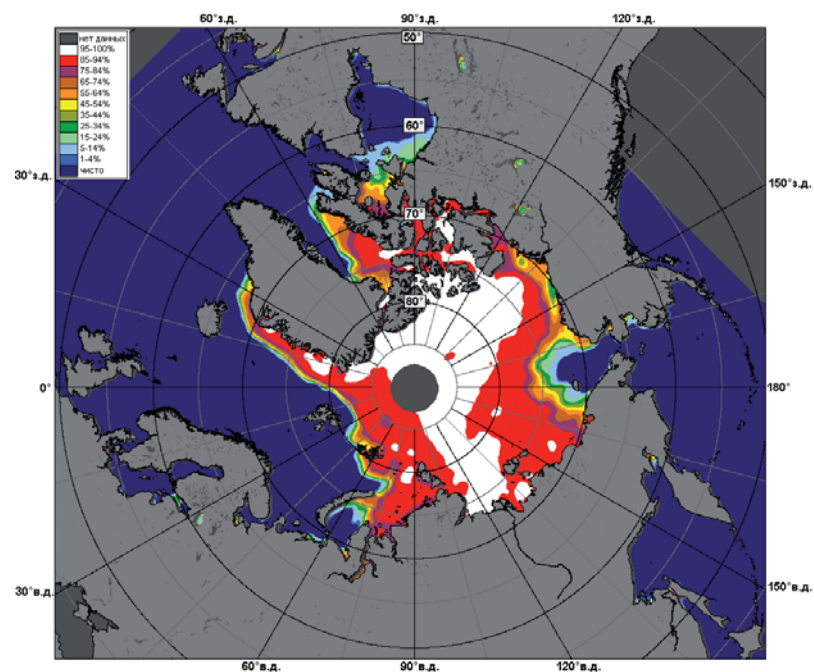 60°з.д.
90°з.д.
120°з.д.
нет данных
95-100%
85-94%
75-84%
65-74%
55-64%
45-54%
35-44%
25-34%
15-24%
5-14%
1-4%
чисто
50°
60°
30°з.д.
150°з.д.
70°
80°
0°
180°
30°в.д.
150°в.д.
60°в.д.
90°в.д.
120°в.д.